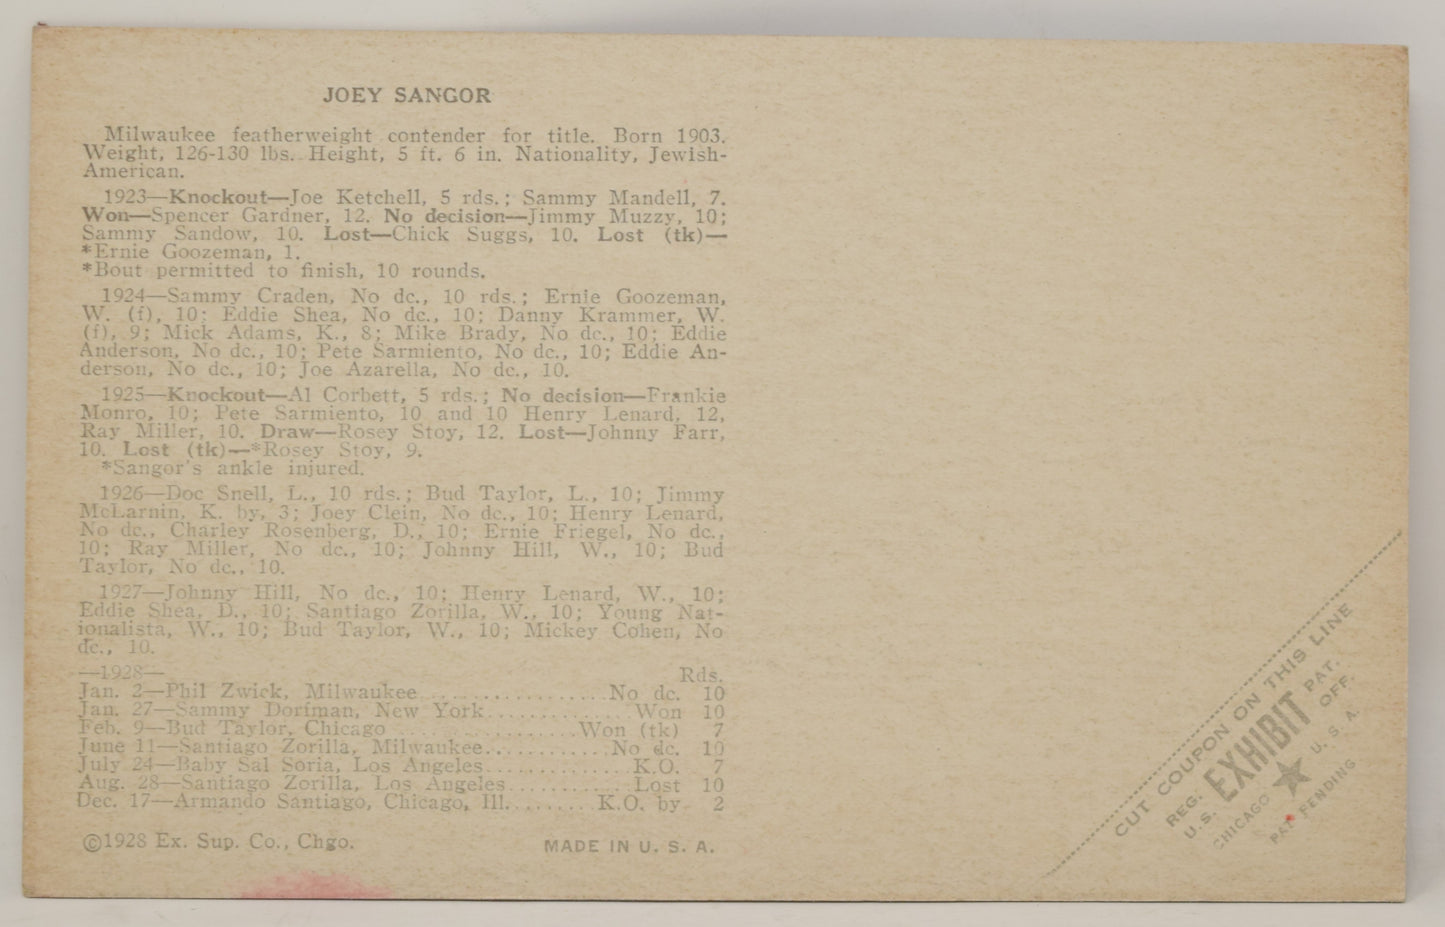 JOEY SANGOR
Milwaukee featherweight contender for title. Born 1903.
Weight, 126-130 lbs. Height, 5 ft. 6 in. Nationality, Jewish-
American.
1923—Knockout—Joe Ketchell, 5 rds.; Sammy Mandell, 7.
Won—Spencer Gardner, 12. No decision—Jimmy Muzzy, 10;
Sammy Sandow, 10. Lost—Chick Suggs, 10. Lost (tk)—
*Ernie Goozeman, 1.
*Bout permitted to finish, 10 rounds.
1924—Sammy Craden, No dc., 10 rds.; Ernie Goozeman,
W. (f), 10; Eddie Shea, No dc., 10; Danny Krammer, W.
(f), 9; Mick Adams, K., 8; Mike Brady, No dc., 10; Eddie
Anderson, No dc., 10; Pete Sarmiento, No dc., 10; Eddie An-
derson, No dc., 10; Joe Azarella, No dc., 10.
1925—Knockout—Al Corbett, 5 rds.; No decision—Frankie
Monro, 10; Pete Sarmiento, 10 and 10 Henry Lenard, 12,
Ray Miller, 10. Draw—Rosey Stoy, 12. Lost—Johnny Farr,
10. Lost (tk)—*Rosey Stoy, 9.
*Sangor's ankle injured.
1926—Doc Snell, L., 10 rds.; Bud Taylor, L., 10; Jimmy
McLarnin, K. by, 3; Joey Clein, No dc., 10; Henry Lenard,
No dc., Charley Rosenberg, D., 10; Ernie Friegel, No dc.,
10; Ray Miller, No dc., 10; Johnny Hill, W., 10; Bud
Taylor, No dc., 10.
1927—Johnny Hill, No dc., 10; Henry Lenard, W., 10;
Eddie Shea, D., 10; Santiago Zorilla, W., 10; Young Nat-
ionalista, W., 10; Bud Taylor, W., 10; Mickey Cohen, No
dc., 10.
—1928— Rds.
Jan. 2—Phil Zwick, Milwaukee.................No dc. 10
Jan. 27—Sammy Dorfman, New York.............Won 10
Feb. 9—Bud Taylor, Chicago .................Won (tk) 7
June 11—Santiago Zorilla, Milwaukee...........No dc. 10
July 24—Baby Sal Soria, Los Angeles.............K.O. 7
Aug. 28—Santiago Zorilla, Los Angeles...........Lost 10
Dec. 17—Armando Santiago, Chicago, Ill........K.O. by 2
©1928 Ex. Sup. Co., Chgo. MADE IN U. S. A.
CUT COUPON ON THIS LINE
REG. EXHIBIT PAT.
U.S. OFF.
CHICAGO ★ U. S. A.
PAT PENDING